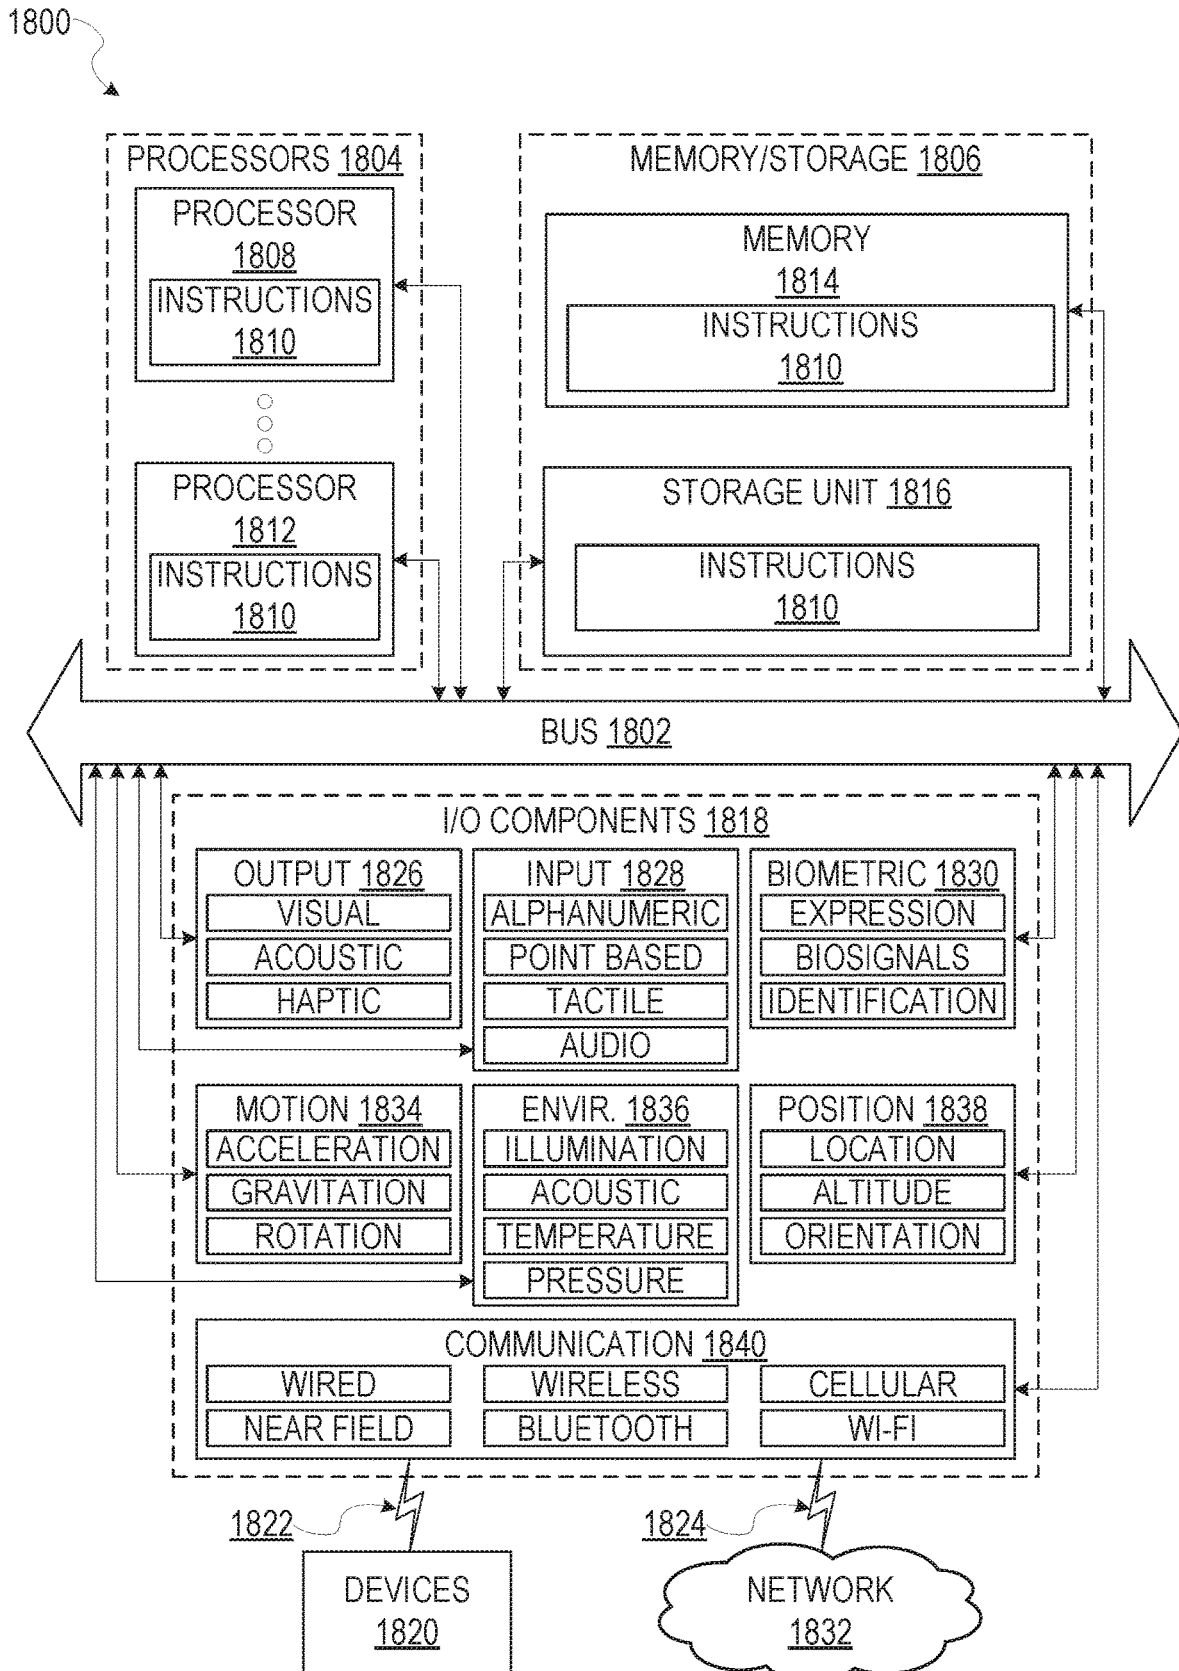 1800
PROCESSORS 1804
PROCESSOR
1808
INSTRUCTIONS
1810
PROCESSOR
1812
INSTRUCTIONS
1810
MEMORY/STORAGE 1806
MEMORY
1814
INSTRUCTIONS
1810
STORAGE UNIT 1816
INSTRUCTIONS
1810
BUS 1802
I/O COMPONENTS 1818
OUTPUT 1826
VISUAL
ACOUSTIC
HAPTIC
INPUT 1828
ALPHANUMERIC
POINT BASED
TACTILE
AUDIO
BIOMETRIC 1830
EXPRESSION
BIOSIGNALS
IDENTIFICATION
MOTION 1834
ACCELERATION
GRAVITATION
ROTATION
ENVIR. 1836
ILLUMINATION
ACOUSTIC
TEMPERATURE
PRESSURE
POSITION 1838
LOCATION
ALTITUDE
ORIENTATION
COMMUNICATION 1840
WIRED
WIRELESS
CELLULAR
NEAR FIELD
BLUETOOTH
WI-FI
1822
1824
DEVICES
1820
NETWORK
1832